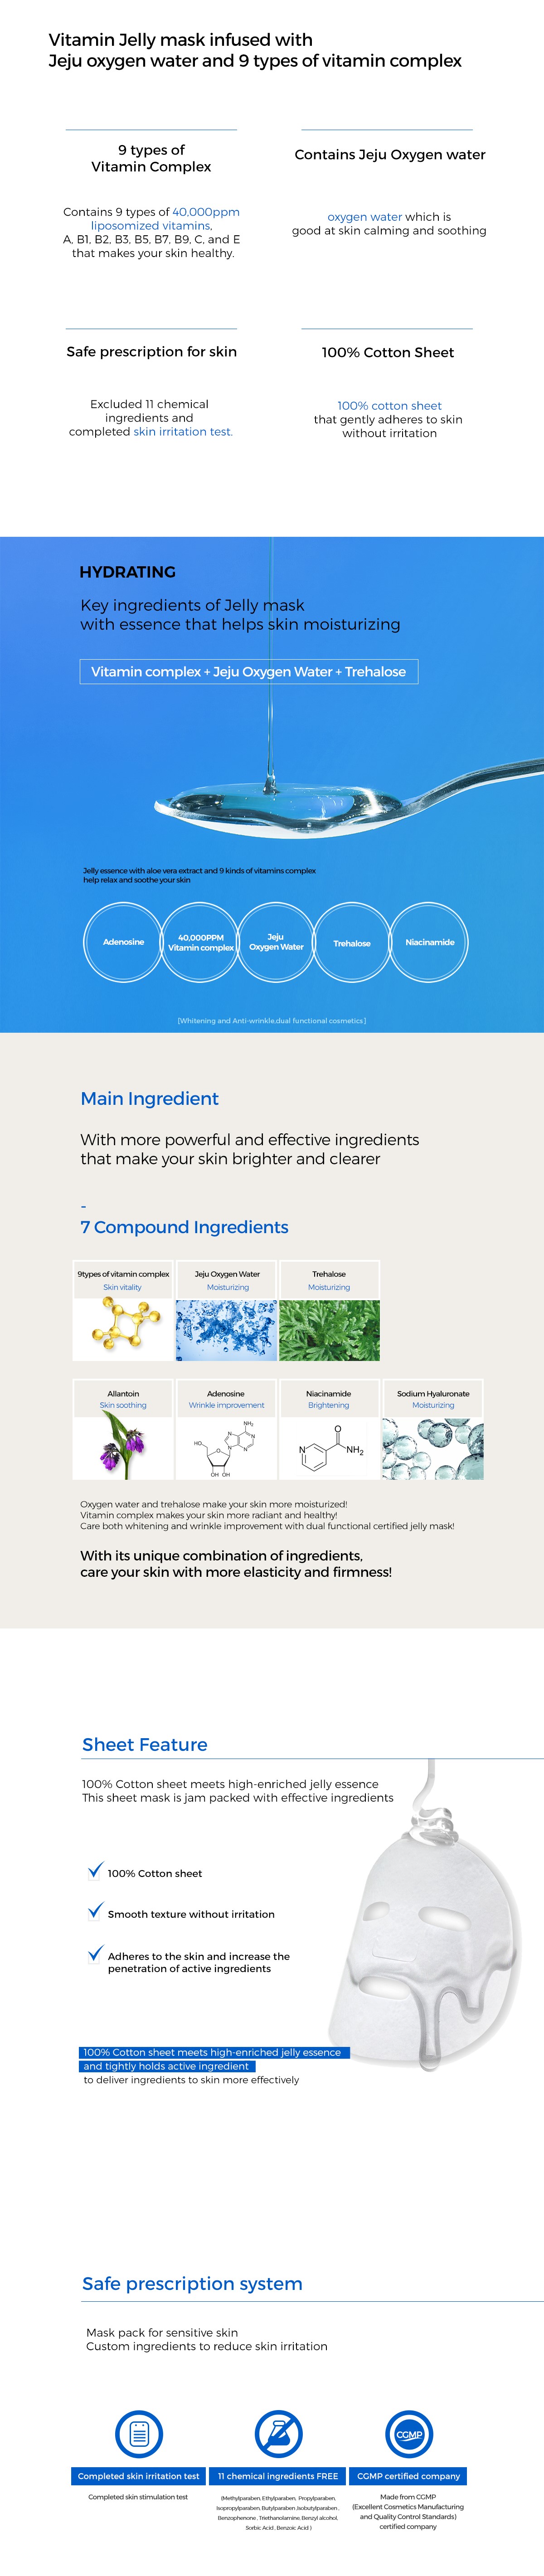 Vitamin Jelly mask infused with
Jeju oxygen water and 9 types of vitamin complex
9 types of
Vitamin Complex
Contains 9 types of 40,000ppm
liposomized vitamins,
A, B1, B2, B3, B5, B7, B9, C, and E
that makes your skin healthy.
Contains Jeju Oxygen water
oxygen water which is
good at skin calming and soothing
Safe prescription for skin
Excluded 11 chemical
ingredients and
completed skin irritation test.
100% Cotton Sheet
100% cotton sheet
that gently adheres to skin
without irritation
HYDRATING
Key ingredients of Jelly mask
with essence that helps skin moisturizing
Vitamin complex + Jeju Oxygen Water + Trehalose
Jelly essence with aloe vera extract and 9 kinds of vitamins complex
help relax and soothe your skin
Adenosine
40,000PPM
Vitamin complex
Jeju
Oxygen Water
Trehalose
Niacinamide
[Whitening and Anti-wrinkle,dual functional cosmetics]
Main Ingredient
With more powerful and effective ingredients
that make your skin brighter and clearer
-
7 Compound Ingredients
9types of vitamin complex
Skin vitality
Jeju Oxygen Water
Moisturizing
Trehalose
Moisturizing
Allantoin
Skin soothing
Adenosine
Wrinkle improvement
NH₂
N
N
N
N
HO
O
OH OH
Niacinamide
Brightening
O
NH₂
N
Sodium Hyaluronate
Moisturizing
Oxygen water and trehalose make your skin more moisturized!
Vitamin complex makes your skin more radiant and healthy!
Care both whitening and wrinkle improvement with dual functional certified jelly mask!
With its unique combination of ingredients,
care your skin with more elasticity and firmness!
Sheet Feature
100% Cotton sheet meets high-enriched jelly essence
This sheet mask is jam packed with effective ingredients
100% Cotton sheet
Smooth texture without irritation
Adheres to the skin and increase the
penetration of active ingredients
100% Cotton sheet meets high-enriched jelly essence
and tightly holds active ingredient
to deliver ingredients to skin more effectively
Safe prescription system
Mask pack for sensitive skin
Custom ingredients to reduce skin irritation
Completed skin irritation test
Completed skin stimulation test
11 chemical ingredients FREE
(Methylparaben, Ethylparaben, Propylparaben,
Isopropylparaben, Butylparaben ,Isobutylparaben,
Benzophenone , Triethanolamine, Benzyl alcohol,
Sorbic Acid , Benzoic Acid )
CGMP
CGMP certified company
Made from CGMP
(Excellent Cosmetics Manufacturing
and Quality Control Standards)
certified company